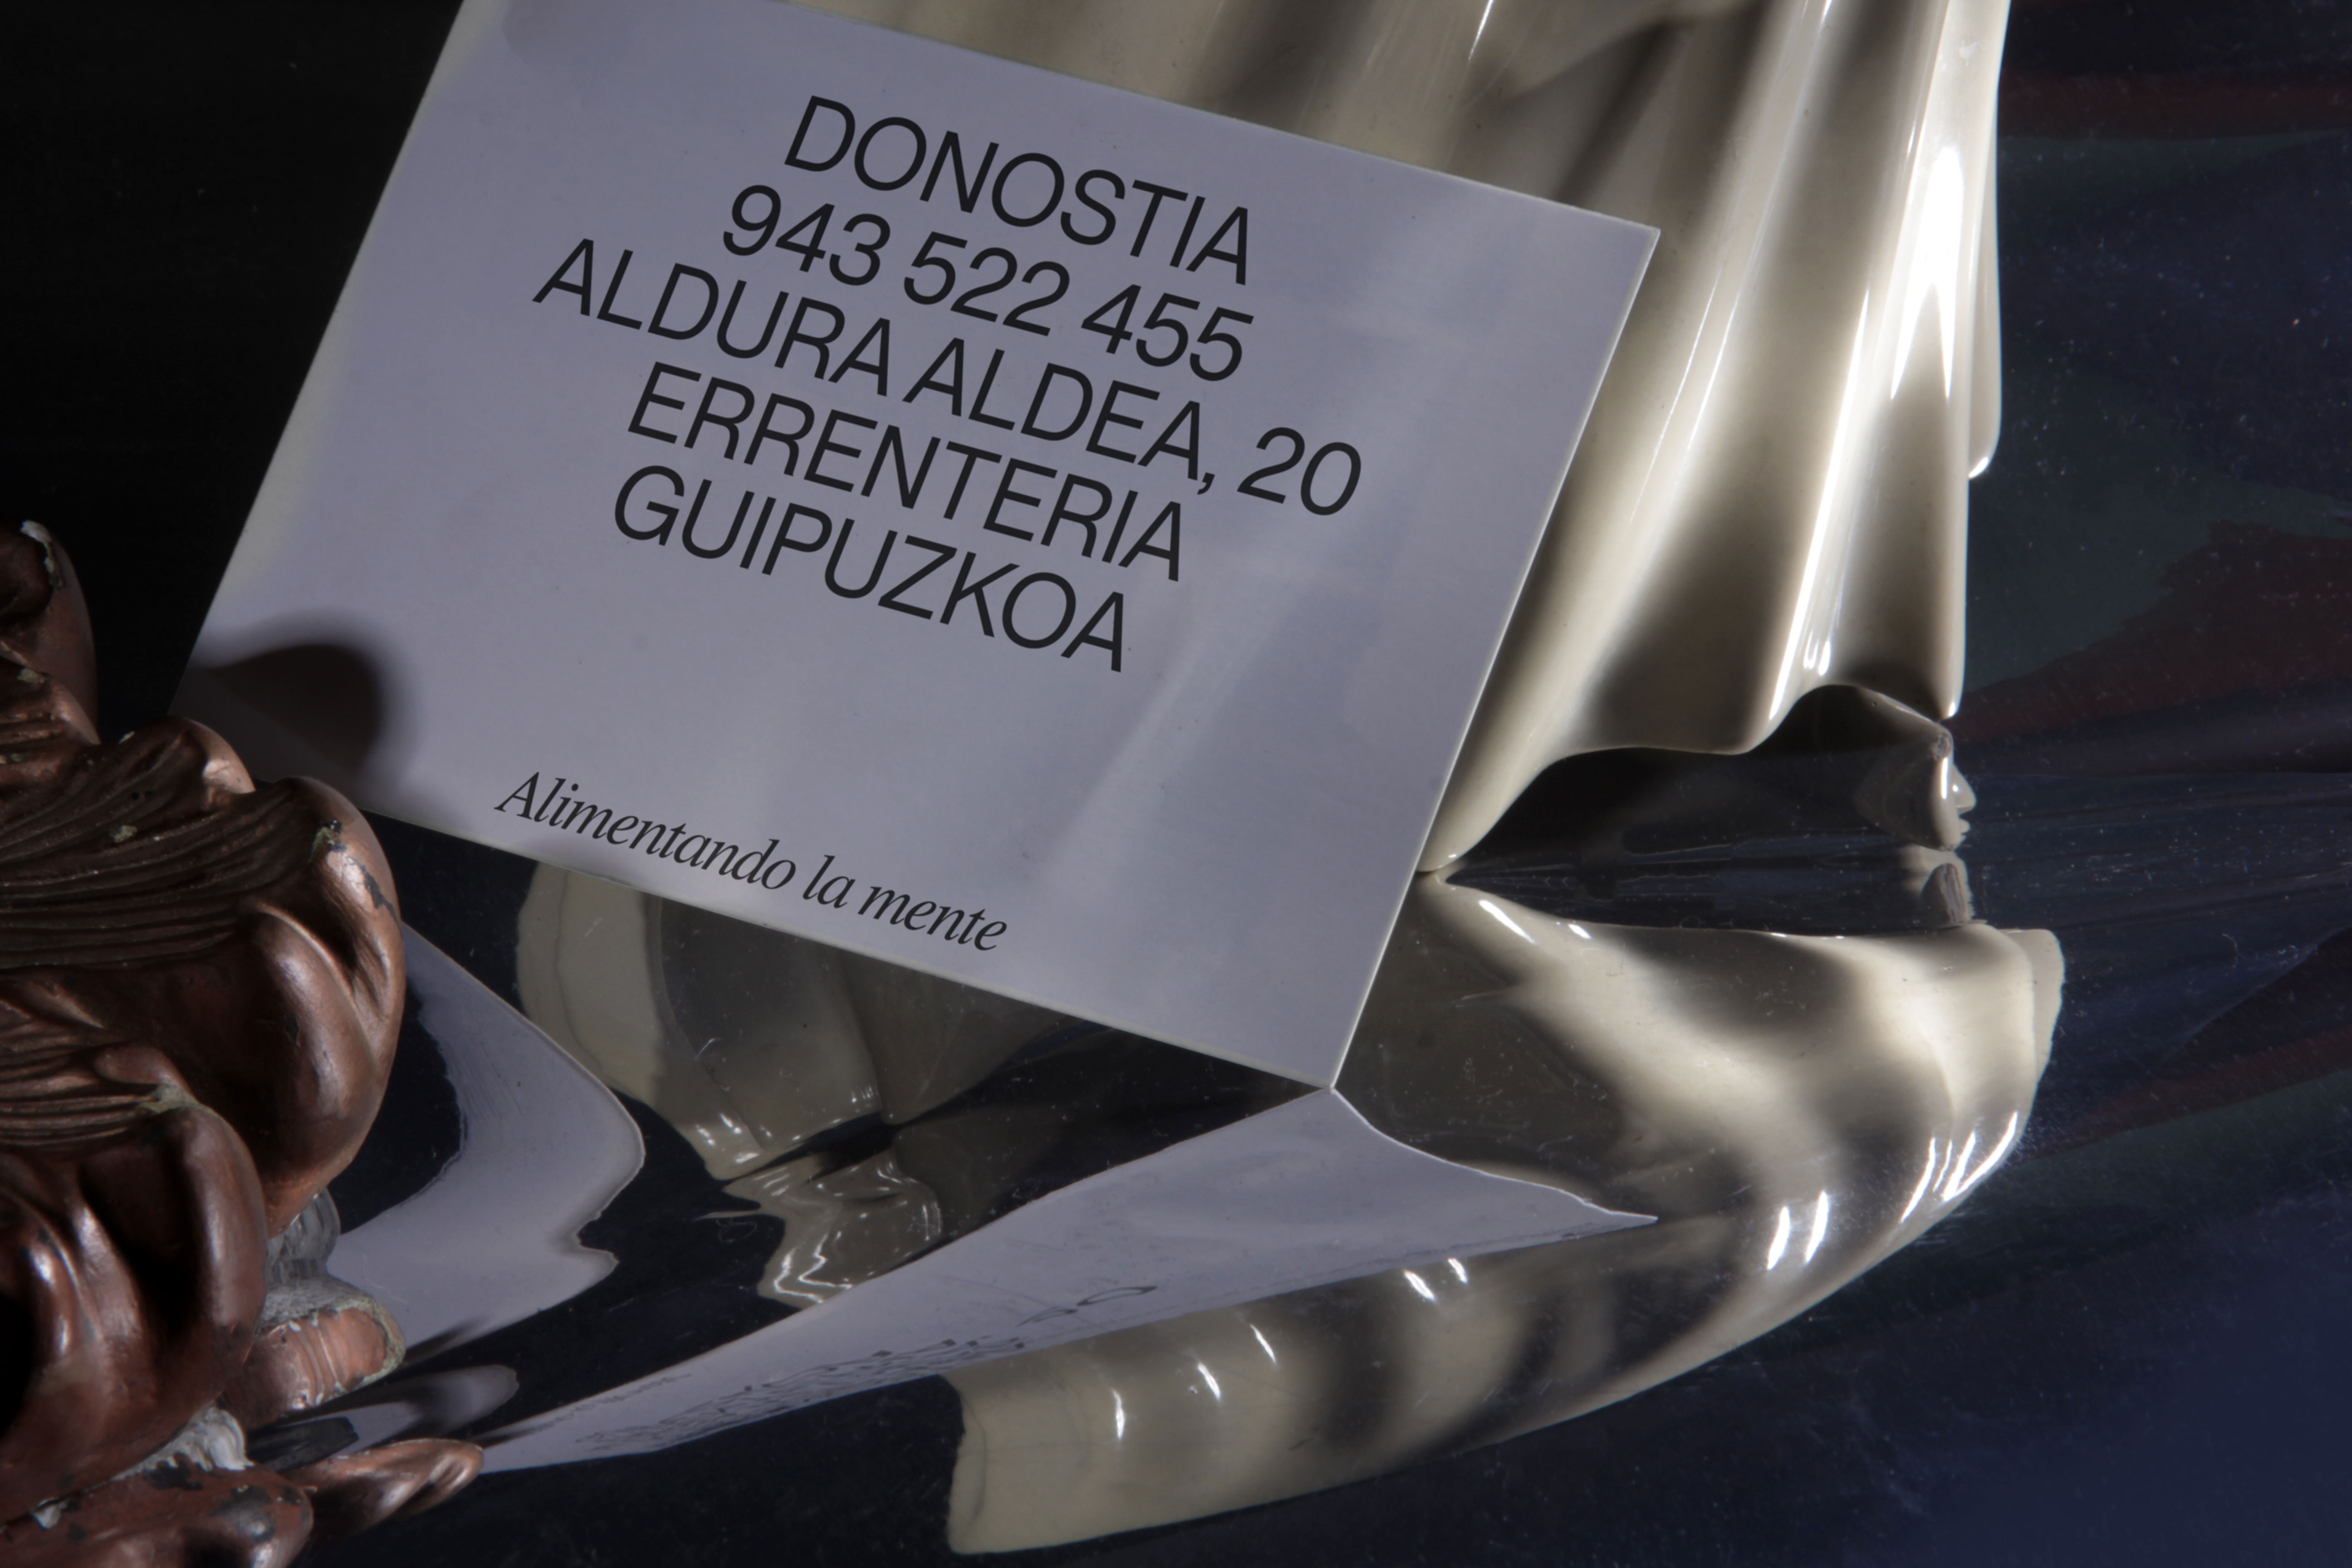 DONOSTIA
943 522 455
ALDURA ALDEA, 20
ERRENTERIA
GUIPUZKOA
Alimentando la mente